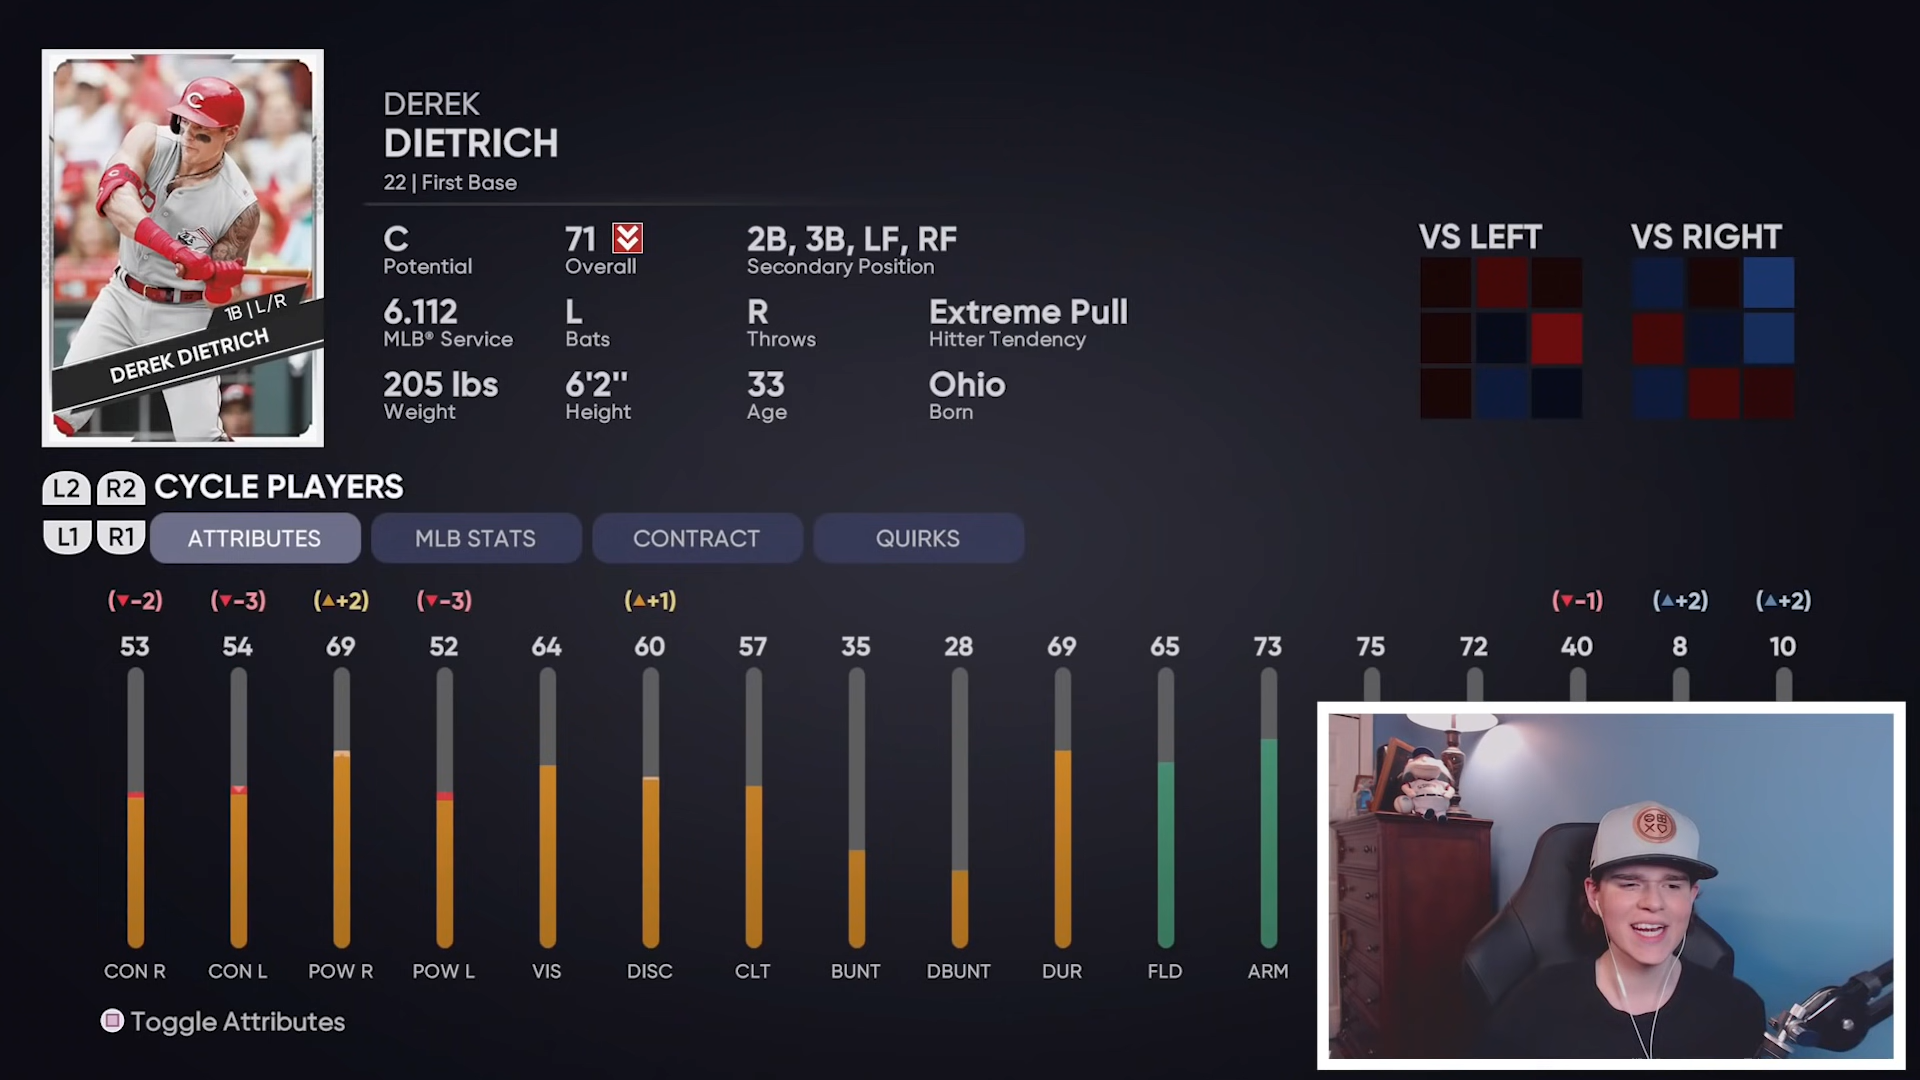 C
1B | L/R
DEREK DIETRICH
DEREK
DIETRICH
22 | First Base
C
Potential
71
Overall
2B, 3B, LF, RF
Secondary Position
6.112
MLB® Service
L
Bats
R
Throws
Extreme Pull
Hitter Tendency
205 lbs
Weight
6'2"
Height
33
Age
Ohio
Born
VS LEFT
VS RIGHT
L2 R2 CYCLE PLAYERS
L1 R1 ATTRIBUTES MLB STATS CONTRACT QUIRKS
(▼-2) (▼-3) (▲+2) (▼-3) (▲+1) (▼-1) (▲+2) (▲+2)
53 54 69 52 64 60 57 35 28 69 65 73 75 72 40 8 10
CON R CON L POW R POW L VIS DISC CLT BUNT DBUNT DUR FLD ARM
Toggle Attributes